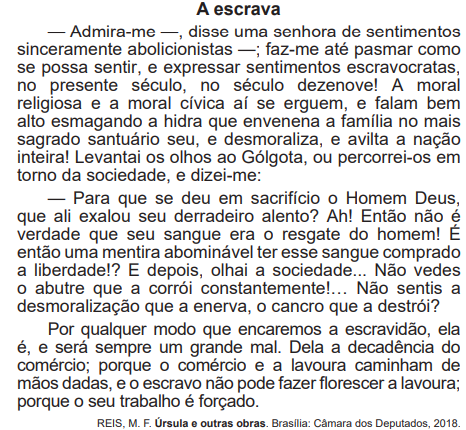 A escrava
— Admira-me —, disse uma senhora de sentimentos
sinceramente abolicionistas —; faz-me até pasmar como
se possa sentir, e expressar sentimentos escravocratas,
no presente século, no século dezenove! A moral
religiosa e a moral cívica aí se erguem, e falam bem
alto esmagando a hidra que envenena a família no mais
sagrado santuário seu, e desmoraliza, e avilta a nação
inteira! Levantai os olhos ao Gólgota, ou percorrei-os em
torno da sociedade, e dizei-me:
— Para que se deu em sacrifício o Homem Deus,
que ali exalou seu derradeiro alento? Ah! Então não é
verdade que seu sangue era o resgate do homem! É
então uma mentira abominável ter esse sangue comprado
a liberdade!? E depois, olhai a sociedade... Não vedes
o abutre que a corrói constantemente!… Não sentis a
desmoralização que a enerva, o cancro que a destrói?
Por qualquer modo que encaremos a escravidão, ela
é, e será sempre um grande mal. Dela a decadência do
comércio; porque o comércio e a lavoura caminham de
mãos dadas, e o escravo não pode fazer florescer a lavoura;
porque o seu trabalho é forçado.
REIS, M. F. Úrsula e outras obras. Brasília: Câmara dos Deputados, 2018.